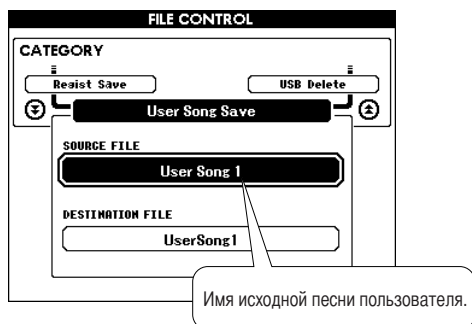 FILE CONTROL
CATEGORY
Regist Save
USB Delete
User Song Save
SOURCE FILE
User Song 1
DESTINATION FILE
UserSong1
Имя исходной песни пользователя.